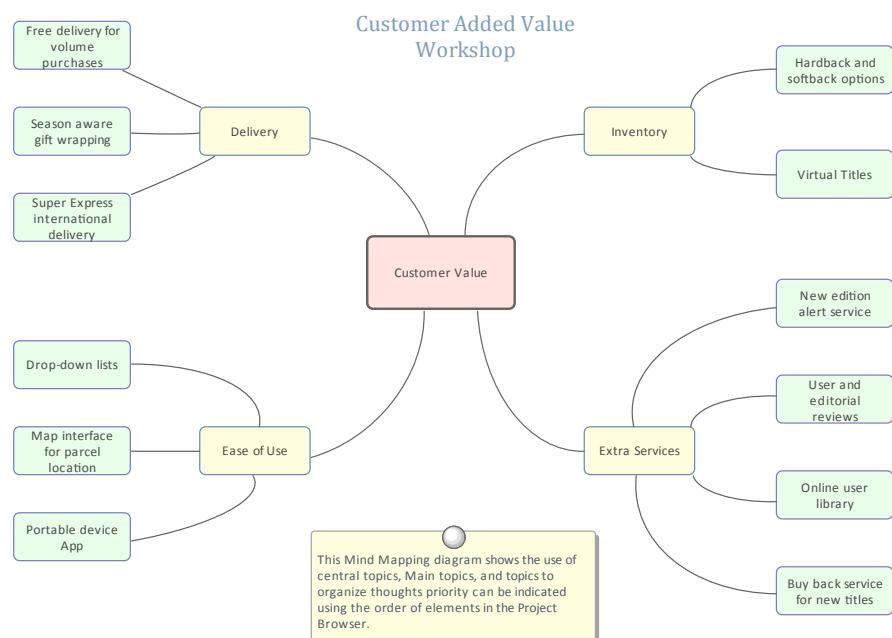 Customer Added Value
Workshop
Free delivery for
volume
purchases
Season aware
gift wrapping
Super Express
international
delivery
Delivery
Inventory
Hardback and
softback options
Virtual Titles
Customer Value
Drop-down lists
Map interface
for parcel
location
Portable device
App
Ease of Use
Extra Services
New edition
alert service
User and
editorial
reviews
Online user
library
Buy back service
for new titles
This Mind Mapping diagram shows the use of
central topics, Main topics, and topics to
organize thoughts priority can be indicated
using the order of elements in the Project
Browser.